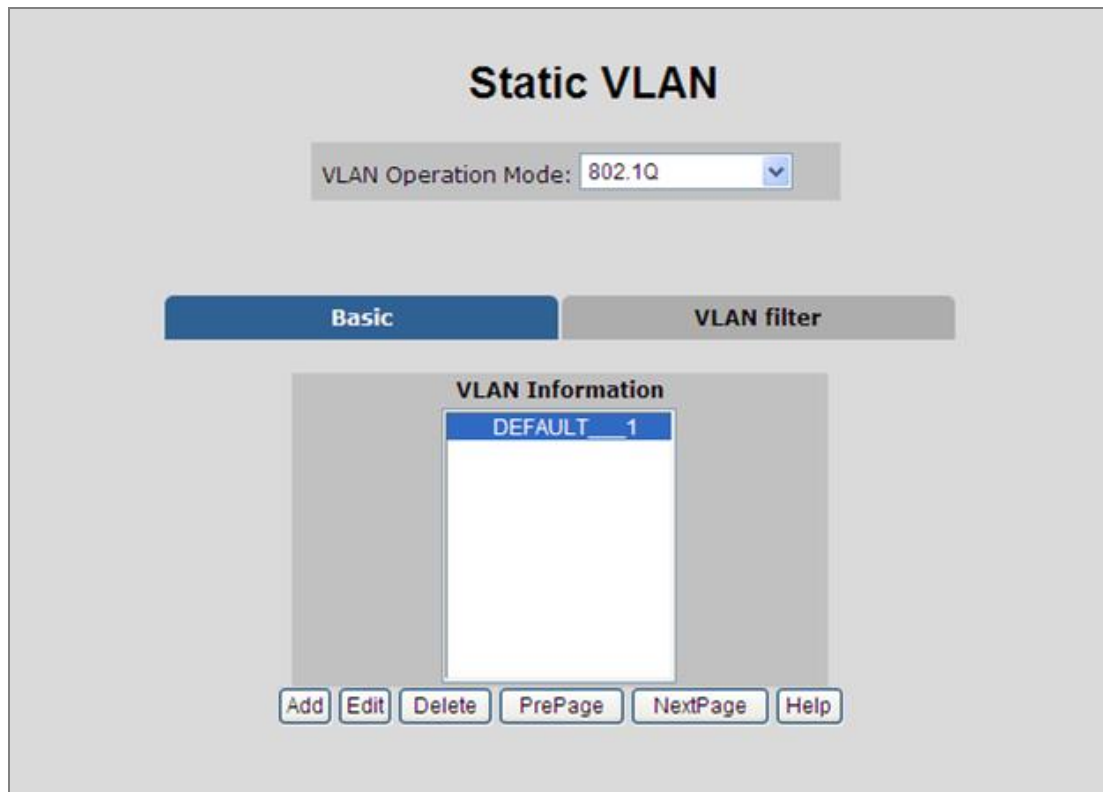 Static VLAN
VLAN Operation Mode: 802.1Q
Basic VLAN filter
VLAN Information
DEFAULT___1
Add Edit Delete PrePage NextPage Help